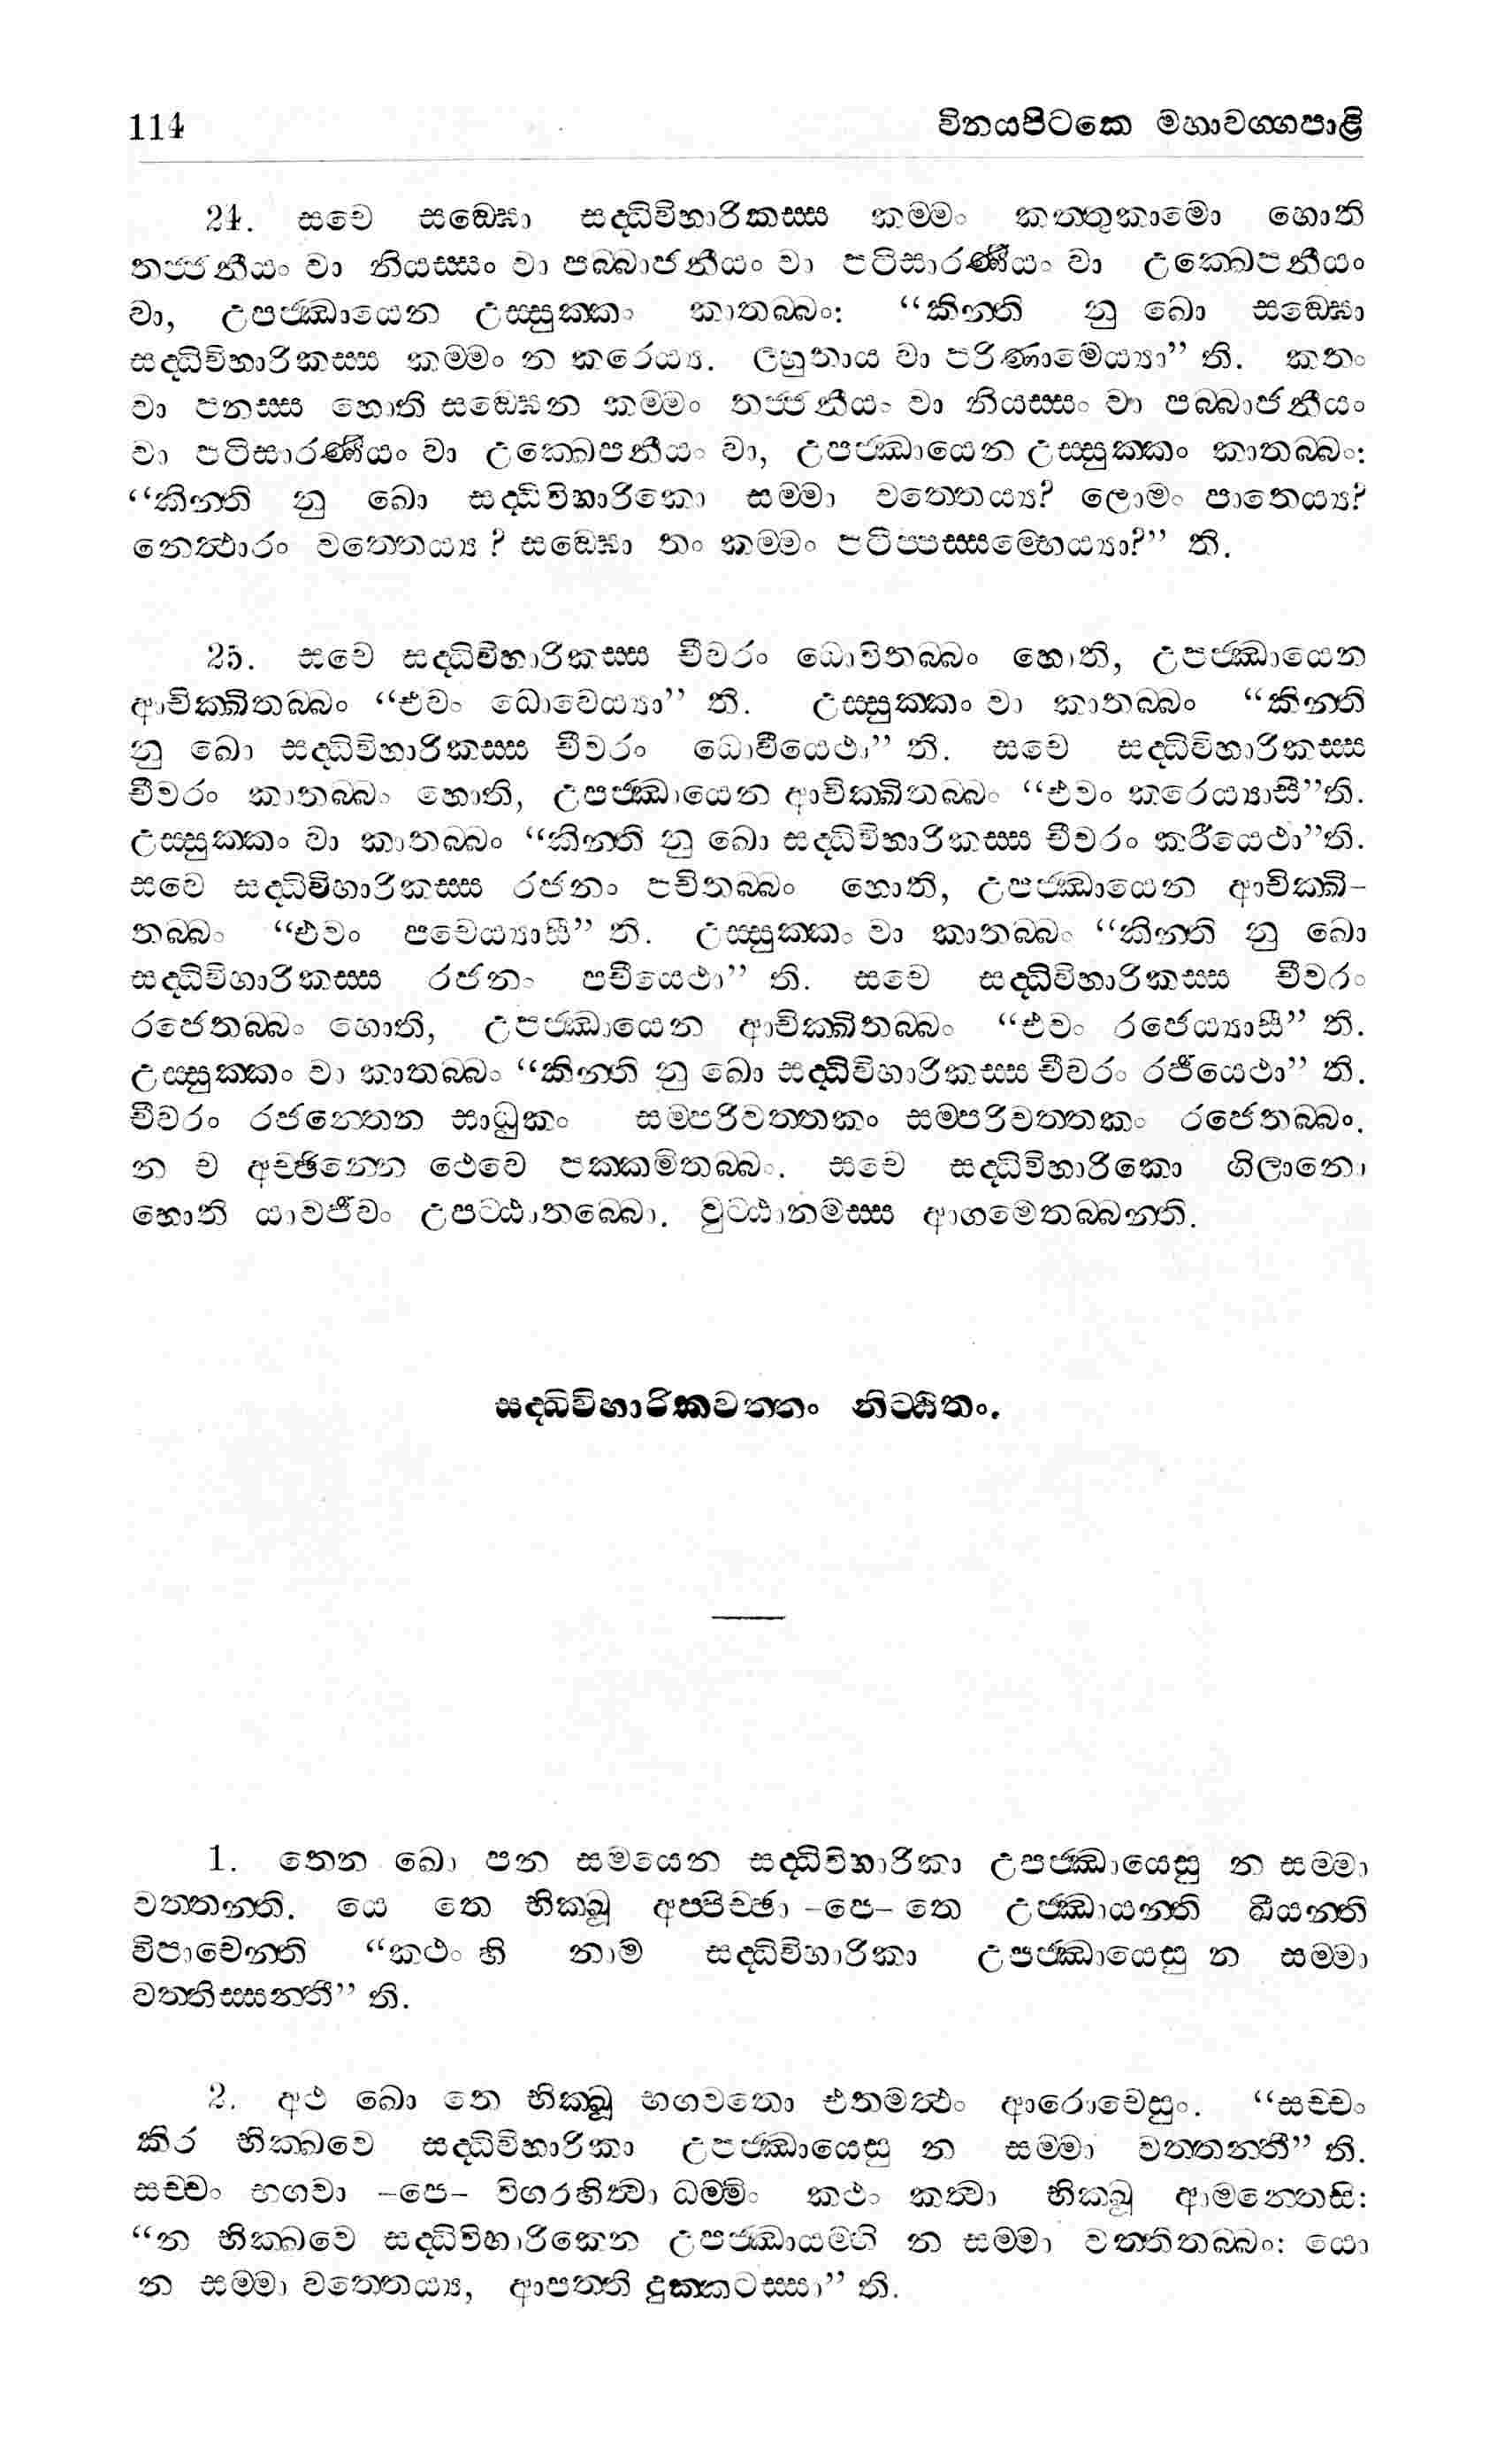 114 විනයපිටකෙ මහාවග්ගපාළි
24. සචෙ සඞ්ඝො සද්ධිවිහාරිකස්ස කම්මං කත්තුකාමො හොති
තජ්ජනීයං වා නියස්සං වා පබ්බාජනීයං වා පටිසාරණීයං වා උක්ඛෙපනීයං
වා, උපජ්ඣායෙන උස්සුක්කං කාතබ්බං: “කින්ති නු ඛො සඞ්ඝො
සද්ධිවිහාරිකස්ස කම්මං න කරෙය්‍ය. ලහුතාය වා පරිණාමෙය්‍යා” ති. කතං
වා පනස්ස හොති සඞ්ඝෙන කම්මං තජ්ජනීයං වා නියස්සං වා පබ්බාජනීයං
වා පටිසාරණීයං වා උක්ඛෙපනීයං වා, උපජ්ඣායෙන උස්සුක්කං කාතබ්බං:
“කින්ති නු ඛො සද්ධිවිහාරිකො සම්මා වත්තෙය්‍ය? ලොමං පාතෙය්‍ය?
නෙත්ථාරං වත්තෙය්‍ය? සඞ්ඝො තං කම්මං පටිප්පස්සම්භෙය්‍යා?” ති.
25. සචෙ සද්ධිවිහාරිකස්ස චීවරං ධොවිතබ්බං හොති, උපජ්ඣායෙන
ආචික්ඛිතබ්බං “එවං ධොවෙය්‍යා” ති. උස්සුක්කං වා කාතබ්බං “කින්ති
නු ඛො සද්ධිවිහාරිකස්ස චීවරං ධොවීයෙථා” ති. සචෙ සද්ධිවිහාරිකස්ස
චීවරං කාතබ්බං හොති, උපජ්ඣායෙන ආචික්ඛිතබ්බං “එවං කරෙය්‍යාසී”ති.
උස්සුක්කං වා කාතබ්බං “කින්ති නු ඛො සද්ධිවිහාරිකස්ස චීවරං කරීයෙථා”ති.
සචෙ සද්ධිවිහාරිකස්ස රජනං පචිතබ්බං හොති, උපජ්ඣායෙන ආචික්ඛි-
තබ්බං “එවං පචෙය්‍යාසී” ති. උස්සුක්කං වා කාතබ්බං “කින්ති නු ඛො
සද්ධිවිහාරිකස්ස රජනං පචීයෙථා” ති. සචෙ සද්ධිවිහාරිකස්ස චීවරං
රජෙතබ්බං හොති, උපජ්ඣායෙන ආචික්ඛිතබ්බං “එවං රජෙය්‍යාසී” ති.
උස්සුක්කං වා කාතබ්බං “කින්ති නු ඛො සද්ධිවිහාරිකස්ස චීවරං රජීයෙථා” ති.
චීවරං රජන්තෙන සාධුකං සම්පරිවත්තකං සම්පරිවත්තකං රජෙතබ්බං.
න ච අච්ඡින්නෙ ථෙවෙ පක්කමිතබ්බං. සචෙ සද්ධිවිහාරිකො ගිලානො
හොති යාවජීවං උපට්ඨාතබ්බො. වුට්ඨානමස්ස ආගමෙතබ්බන්ති.
සද්ධිවිහාරිකවත්තං නිට්ඨිතං.
1. තෙන ඛො පන සමයෙන සද්ධිවිහාරිකා උපජ්ඣායෙසු න සම්මා
වත්තන්ති. යෙ තෙ භික්ඛූ අප්පිච්ඡා -පෙ- තෙ උජ්ඣායන්ති ඛීයන්ති
විපාචෙන්ති “කථං හි නාම සද්ධිවිහාරිකා උපජ්ඣායෙසු න සම්මා
වත්තිස්සන්තී” ති.
2. අථ ඛො තෙ භික්ඛූ භගවතො එතමත්ථං ආරොචෙසුං. “සච්චං
කිර භික්ඛවෙ සද්ධිවිහාරිකා උපජ්ඣායෙසු න සම්මා වත්තන්තී” ති.
සච්චං භගවා -පෙ- විගරහිත්වා ධම්මිං කථං කත්වා භික්ඛූ ආමන්තෙසි:
“න භික්ඛවෙ සද්ධිවිහාරිකෙන උපජ්ඣායම්හි න සම්මා වත්තිතබ්බං: යො
න සම්මා වත්තෙය්‍ය, ආපත්ති දුක්කටස්සා” ති.